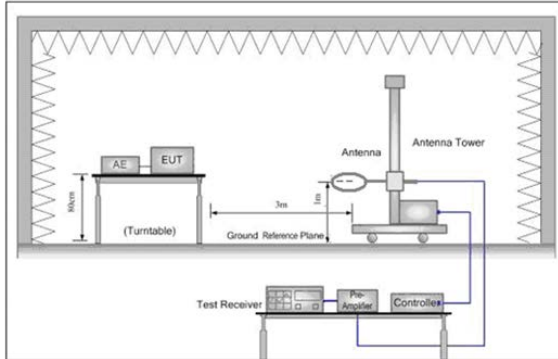 Antenna Tower
Antenna
EUT
AE
80cm
3m
1m
(Turntable)
Ground Reference Plane
Test Receiver
Pre-
Amplifier
Controller